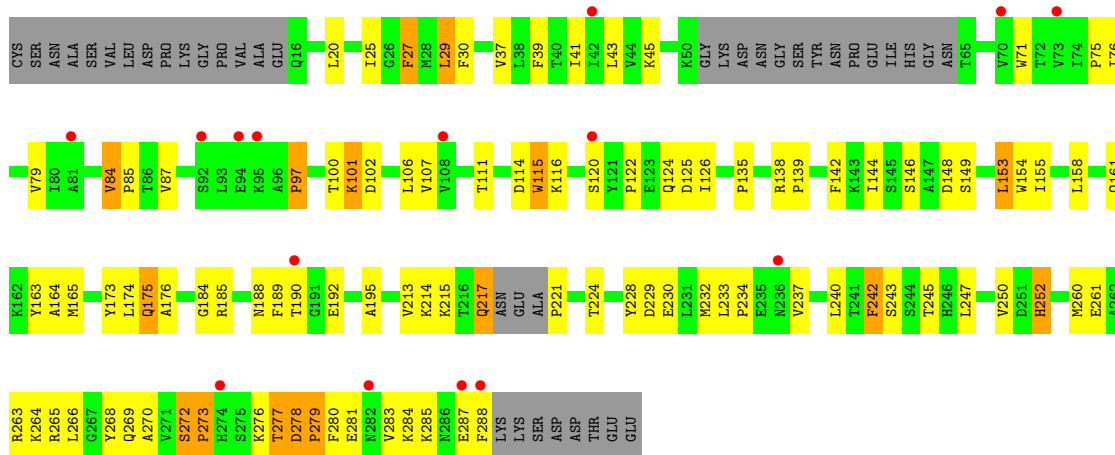 CYS SER ASN ALA SER VAL LEU ASP PRO LYS GLY PRO VAL ALA GLU Q16 L20 I25 G26 F27 M28 L29 F30 V37 L38 F39 T40 I41 I42 L43 V44 K45 K50 GLY LYS ASP ASN GLY SER TYR ASN PRO GLU ILE HIS GLY ASN T65 V70 W71 T72 V73 I74 P75 I76
V79 I80 A81 V84 P85 T86 V87 S92 L93 E94 K95 A96 P97 T100 K101 D102 L106 V107 V108 T111 D114 W115 K116 S120 Y121 P122 E123 Q124 D125 I126 P135 R138 P139 F142 K143 I144 S145 S146 A147 D148 S149 L153 W154 I155 L158 Q161
K162 Y163 A164 M165 Y173 L174 Q175 A176 G184 R185 N188 F189 T190 G191 E192 A195 V213 K214 K215 T216 Q217 ASN GLU ALA P221 T224 Y228 D229 E230 L231 M232 L233 P234 E235 N236 V237 L240 T241 F242 S243 S244 T245 H246 L247 V250 D251 H252 M260 E261 A262
R263 K264 R265 L266 G267 Y268 Q269 A270 V271 S272 P273 H274 S275 K276 T277 D278 P279 F280 E281 N282 V283 K284 K285 N286 E287 F288 LYS LYS SER ASP ASP THR GLU GLU